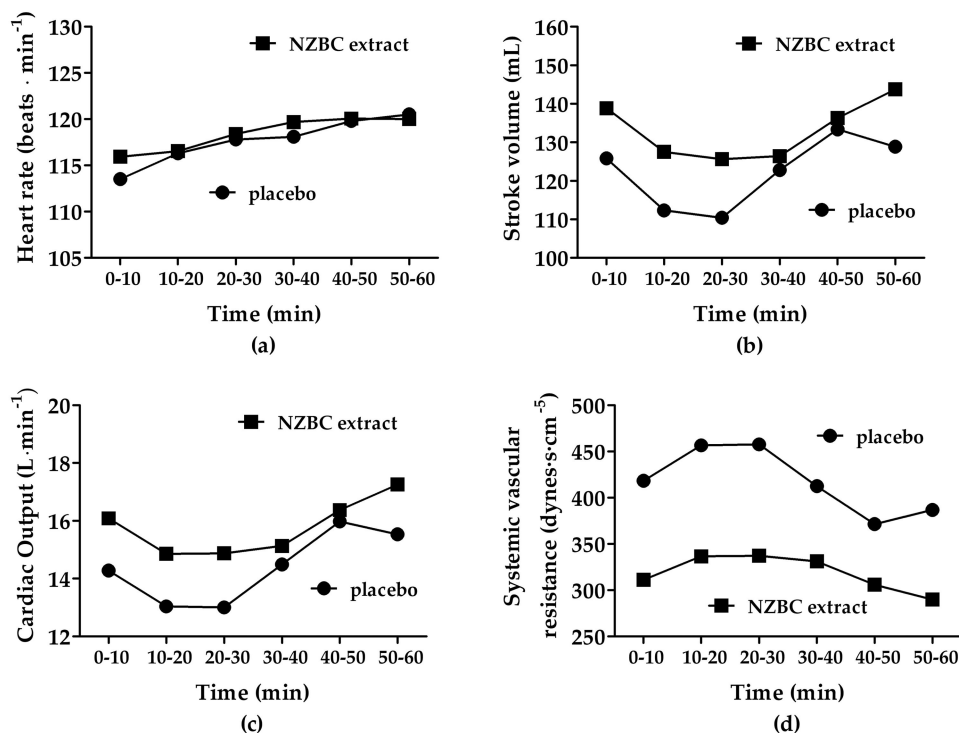 Heart rate (beats · min⁻¹)
130
125
120
115
110
105
NZBC extract
placebo
0-10 10-20 20-30 30-40 40-50 50-60
Time (min)
(a)
Stroke volume (mL)
160
150
140
130
120
110
100
NZBC extract
placebo
0-10 10-20 20-30 30-40 40-50 50-60
Time (min)
(b)
Cardiac Output (L·min⁻¹)
20
18
16
14
12
NZBC extract
placebo
0-10 10-20 20-30 30-40 40-50 50-60
Time (min)
(c)
Systemic vascular
resistance (dynes·s·cm⁻⁵)
500
450
400
350
300
250
placebo
NZBC extract
0-10 10-20 20-30 30-40 40-50 50-60
Time (min)
(d)